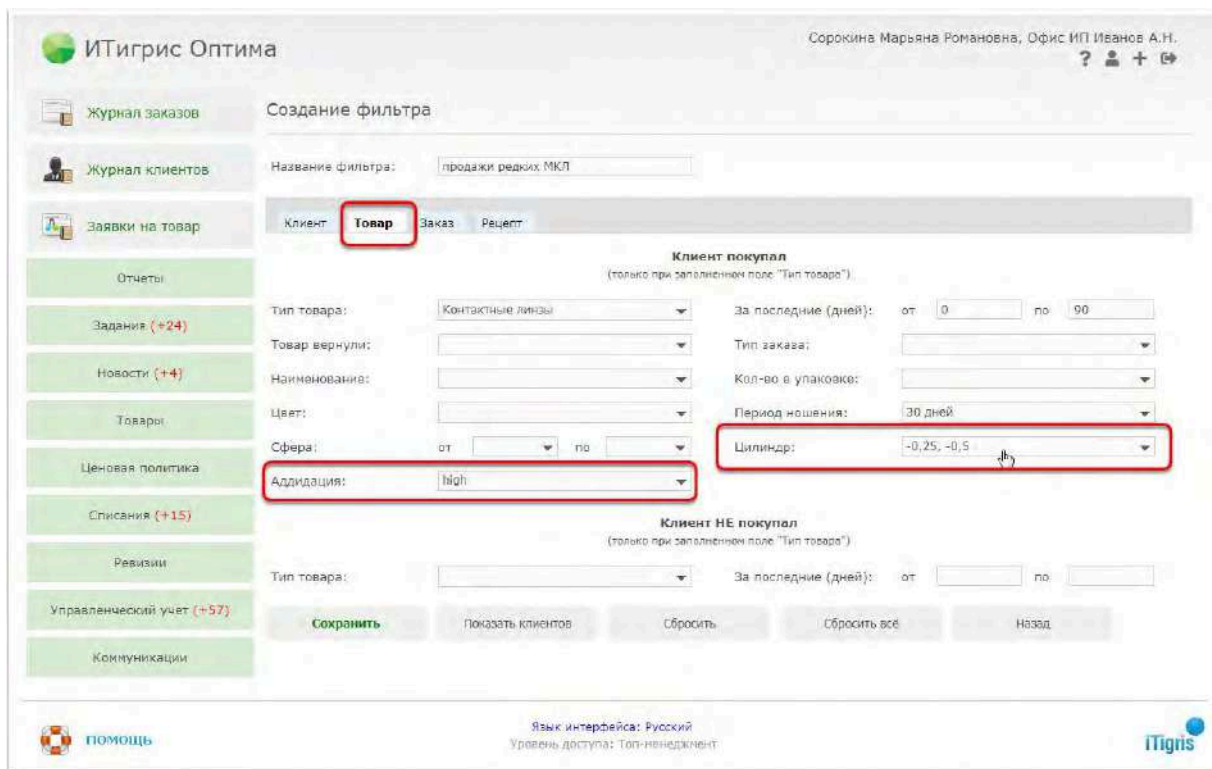 ИТигрис Оптима
Сорокина Марьяна Романовна, Офис ИП Иванов А.Н.
?
Журнал заказов
Журнал клиентов
Заявки на товар
Отчеты
Задания (+24)
Новости (+4)
Товары
Ценовая политика
Списания (+15)
Ревизии
Управленческий учет (+57)
Коммуникации
Создание фильтра
Название фильтра: продажи редких МКЛ
Клиент Товар Заказ Рецепт
Клиент покупал
(только при заполненном поле "Тип товара")
Тип товара: Контактные линзы За последние (дней): от 0 по 90
Товар вернули: Тип заказа:
Наименование: Кол-во в упаковке:
Цвет: Период ношения: 30 дней
Сфера: от по Цилиндр: -0,25, -0,5
Аддидация: high
Клиент НЕ покупал
(только при заполненном поле "Тип товара")
Тип товара: За последние (дней): от по
Сохранить Показать клиентов Сбросить Сбросить всё Назад
ПОМОЩЬ
Язык интерфейса: Русский
Уровень доступа: Топ-менеджмент
iTigris